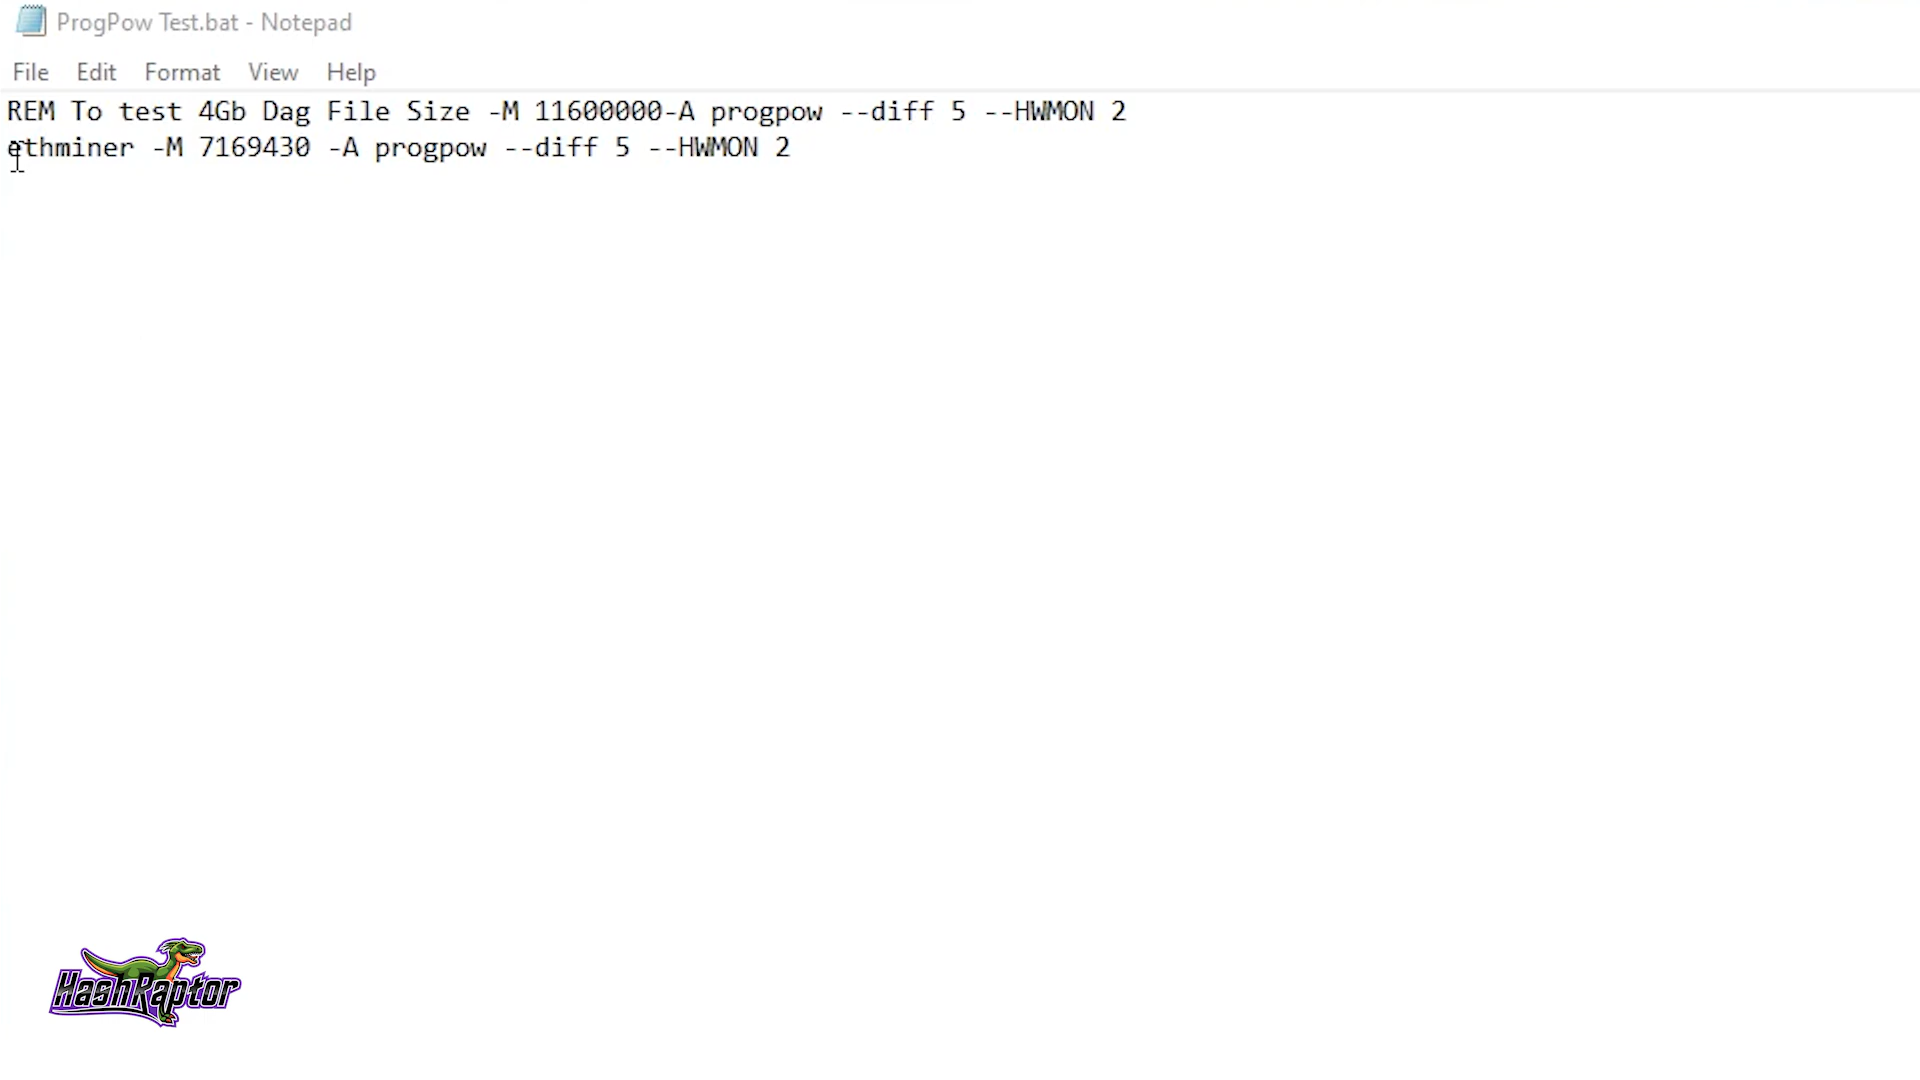 ProgPow Test.bat - Notepad
File Edit Format View Help
REM To test 4Gb Dag File Size -M 11600000-A progpow --diff 5 --HWMON 2
ethminer -M 7169430 -A progpow --diff 5 --HWMON 2
HashRaptor